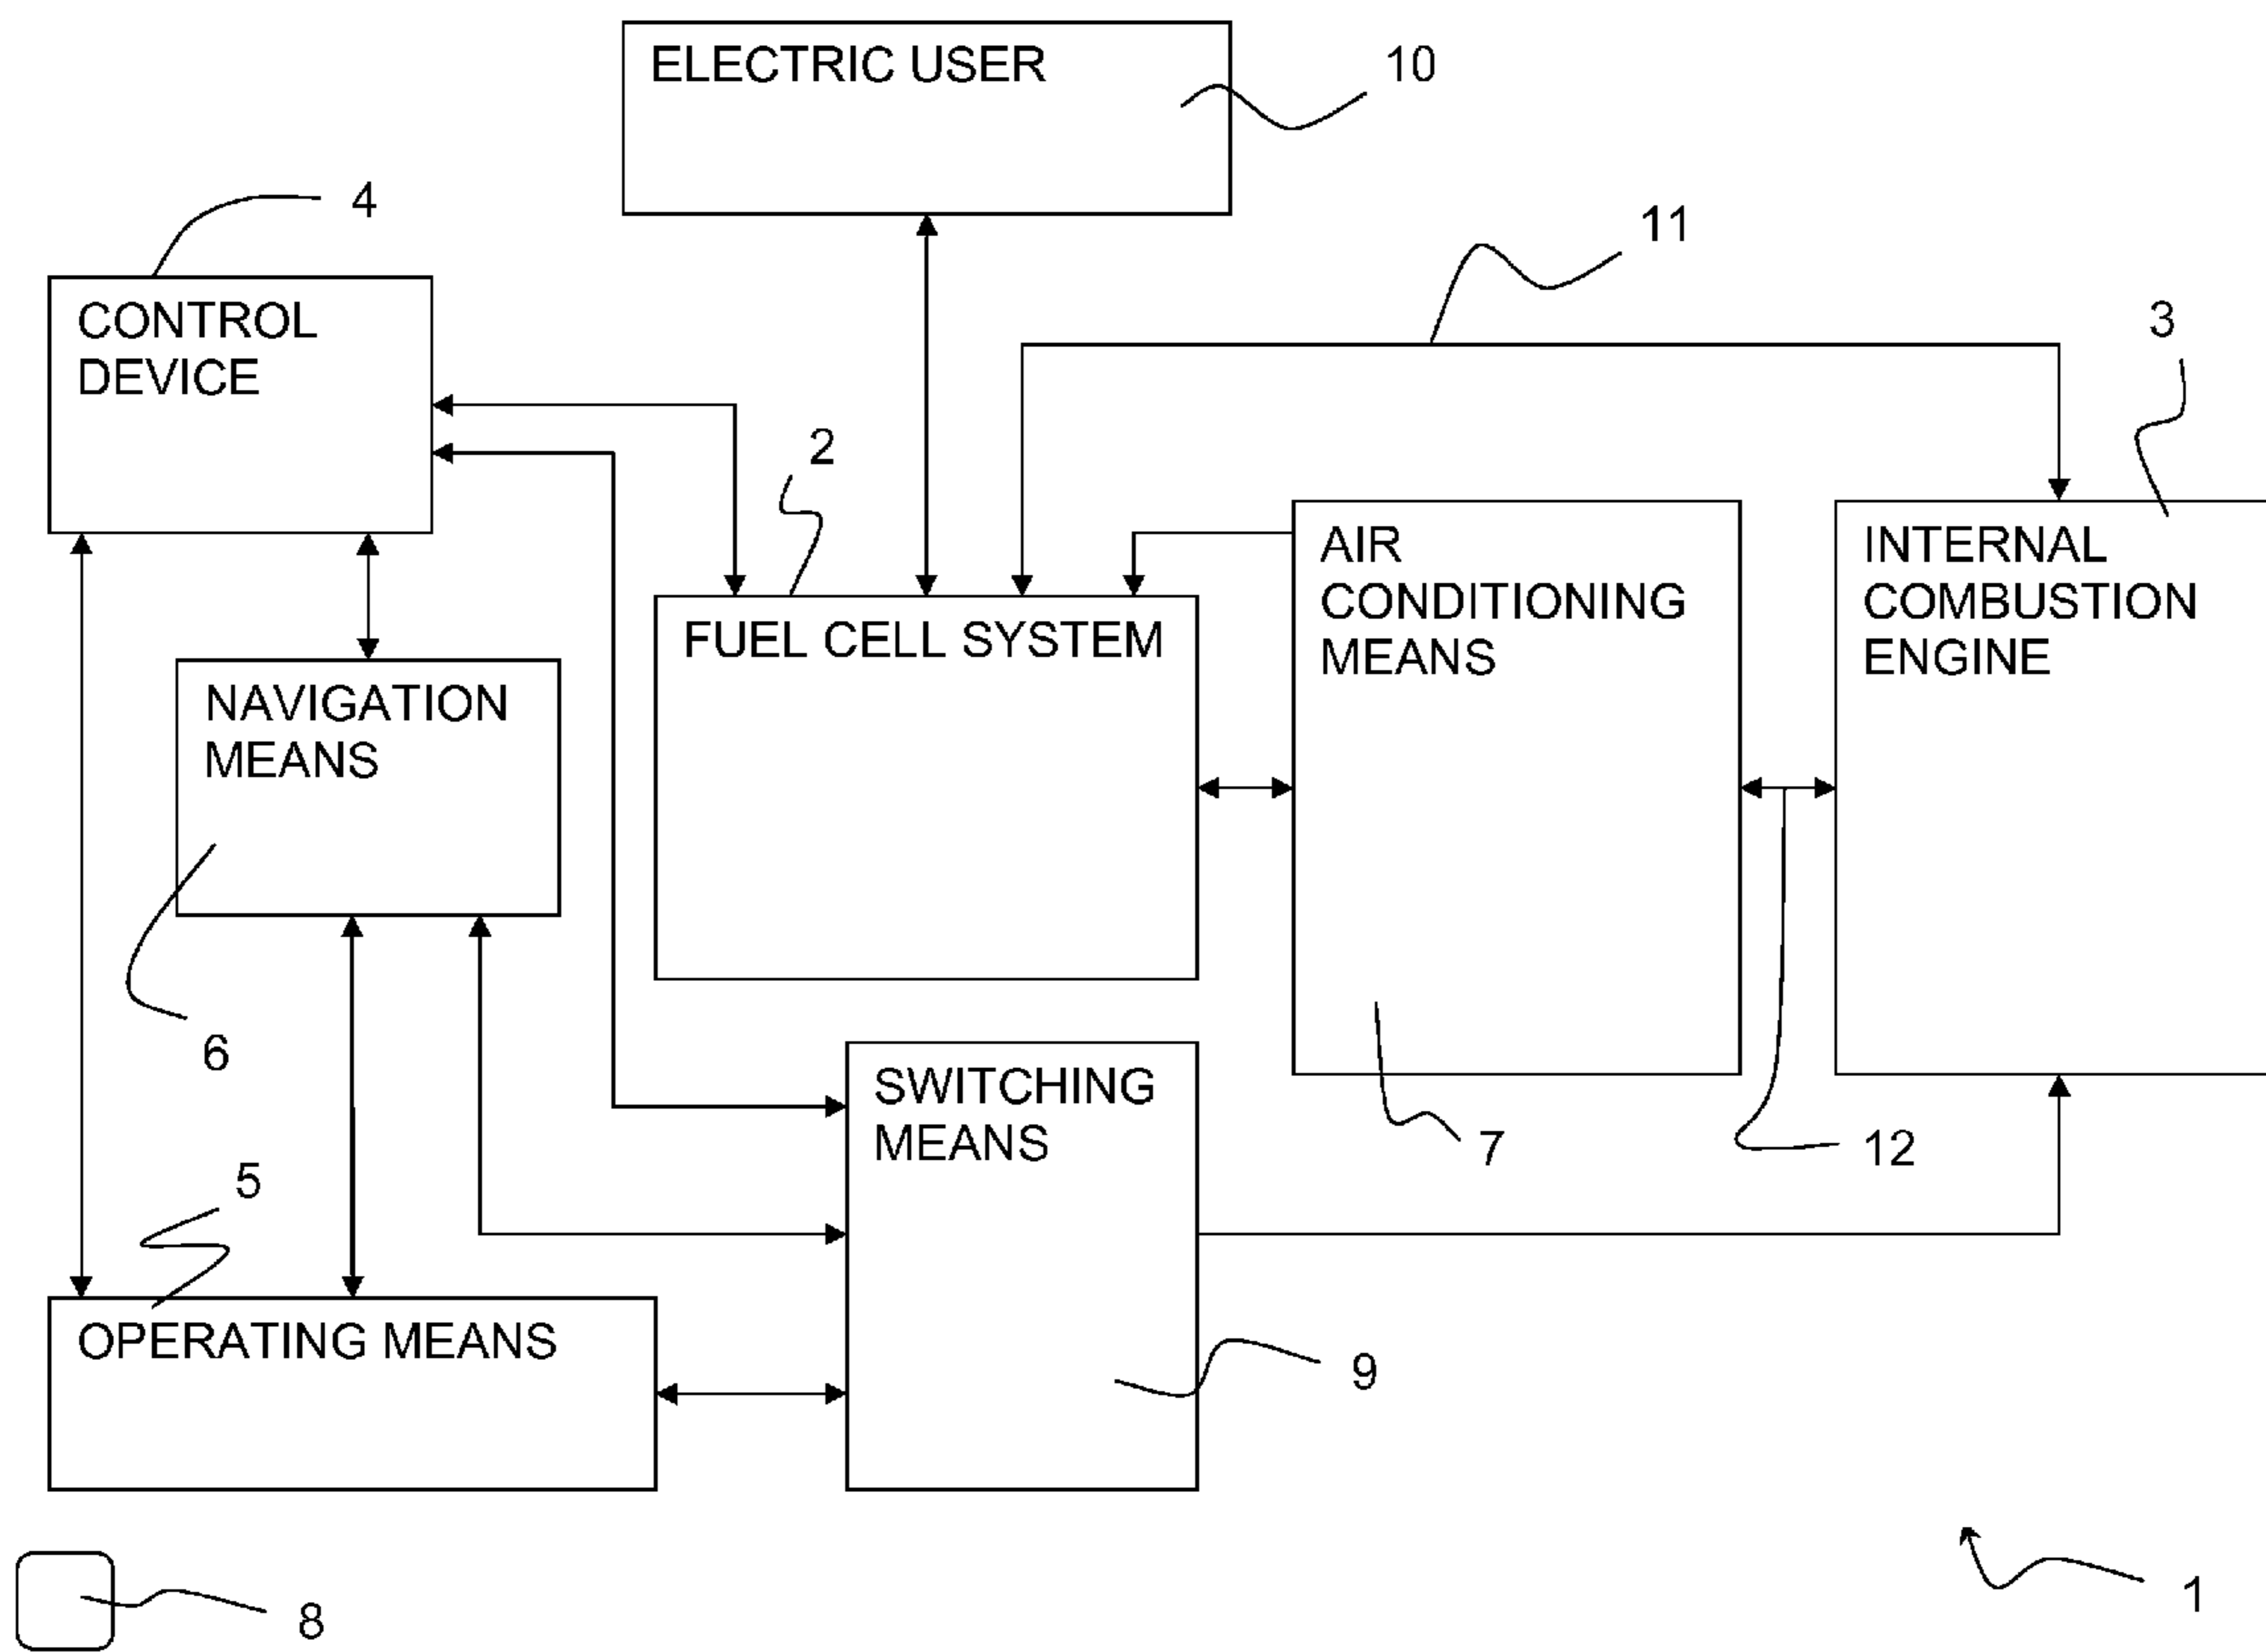 ELECTRIC USER
10
4
11
CONTROL
DEVICE
3
2
AIR
CONDITIONING
MEANS
INTERNAL
COMBUSTION
ENGINE
FUEL CELL SYSTEM
NAVIGATION
MEANS
6
SWITCHING
MEANS
7
12
5
OPERATING MEANS
9
8
1